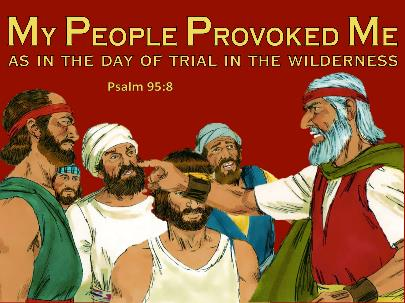 My People Provoked Me
as in the day of trial in the wilderness
Psalm 95:8